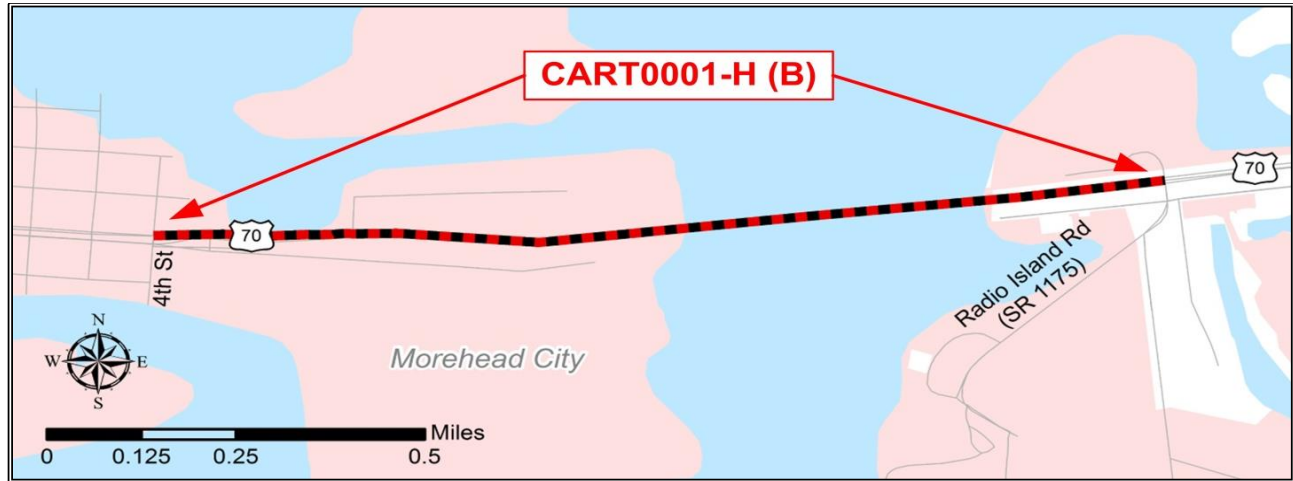 CART0001-H (B)
70
70
4th St
Radio Island Rd
(SR 1175)
Morehead City
N
W
E
S
Miles
0
0.125
0.25
0.5